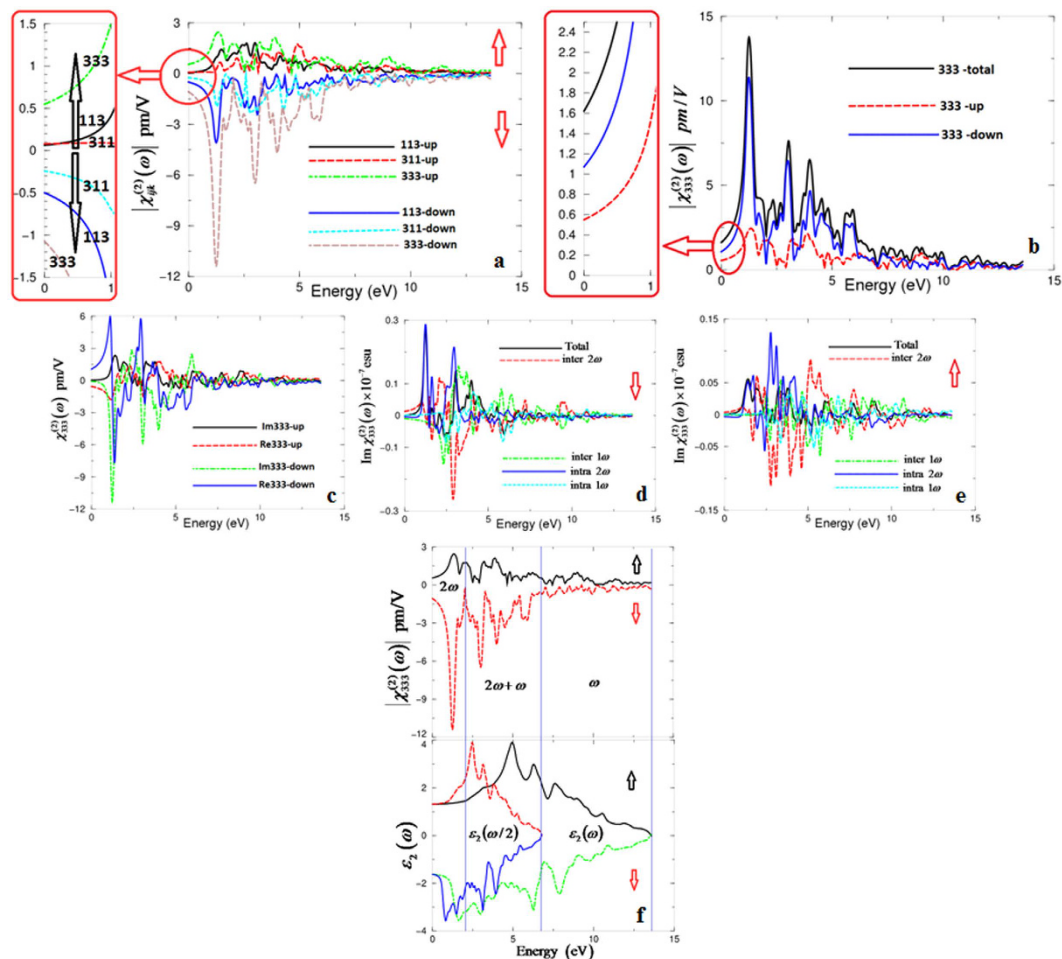 1.5
1
0.5
0
-0.5
-1
-1.5
0
1
333
113
311
311
113
333
|χ_ijk^(2)(ω)| pm/V
3
0
-3
-6
-9
-12
0
5
10
15
113-up
311-up
333-up
113-down
311-down
333-down
a
Energy (eV)
2.4
2.2
2
1.8
1.6
1.4
1.2
1
0.8
0.6
0.4
0.2
0
0
1
|χ_333^(2)(ω)| pm/V
15
10
5
0
0
5
10
15
333 -total
333 -up
333 -down
b
Energy (eV)
χ_333^(2)(ω) pm/V
6
3
0
-3
-6
-9
-12
0
5
10
15
Im333-up
Re333-up
Im333-down
Re333-down
c
Energy (eV)
Im χ_333^(2)(ω)×10^-7 esu
0.3
0.1
-0.1
-0.3
0
5
10
15
Total
inter 2ω
inter 1ω
intra 2ω
intra 1ω
d
Energy (eV)
Im χ_333^(2)(ω)×10^-7 esu
0.15
0.10
0.05
0.00
-0.05
-0.15
0
5
10
15
Total
inter 2ω
inter 1ω
intra 2ω
intra 1ω
e
Energy (eV)
|χ_333^(2)(ω)| pm/V
3
0
-3
-6
-9
-12
2ω
2ω+ω
ω
ε₂(ω)
4
2
0
-2
-4
ε₂(ω/2)
ε₂(ω)
f
0
5
10
15
Energy (eV)